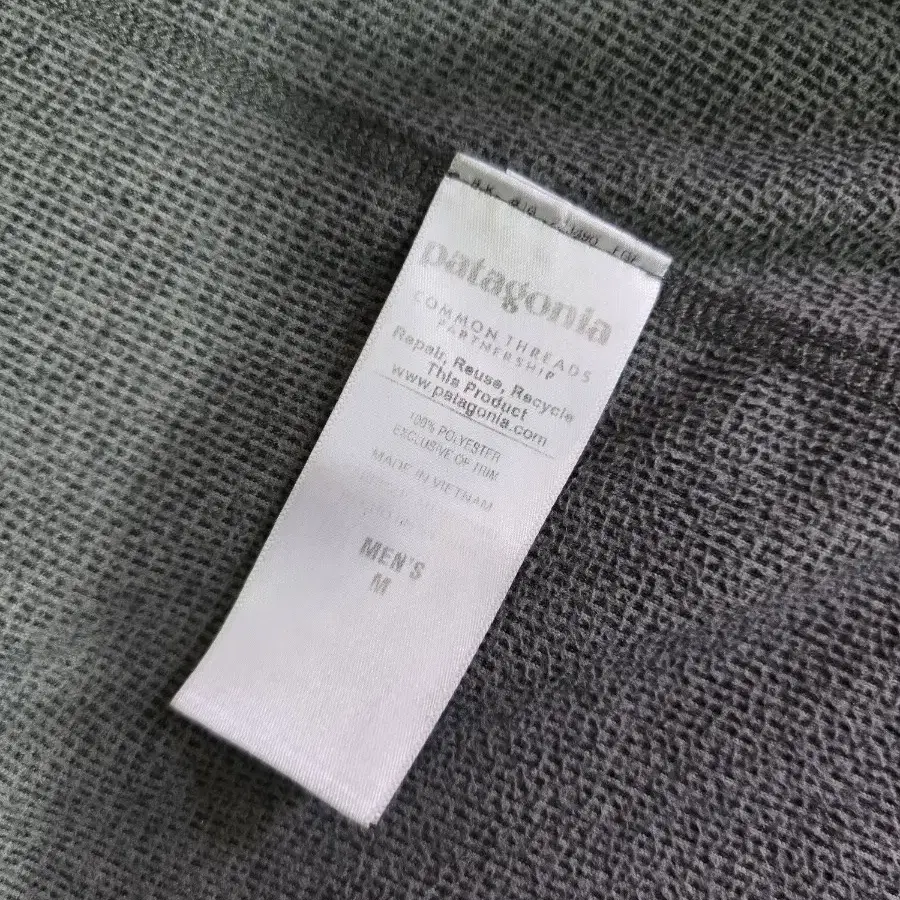 patagonia
COMMON THREADS
PARTNERSHIP
Repair, Reuse, Recycle
This Product
www.patagonia.com
100% POLYESTER
EXCLUSIVE OF TRIM
MADE IN VIETNAM
MEN'S
M